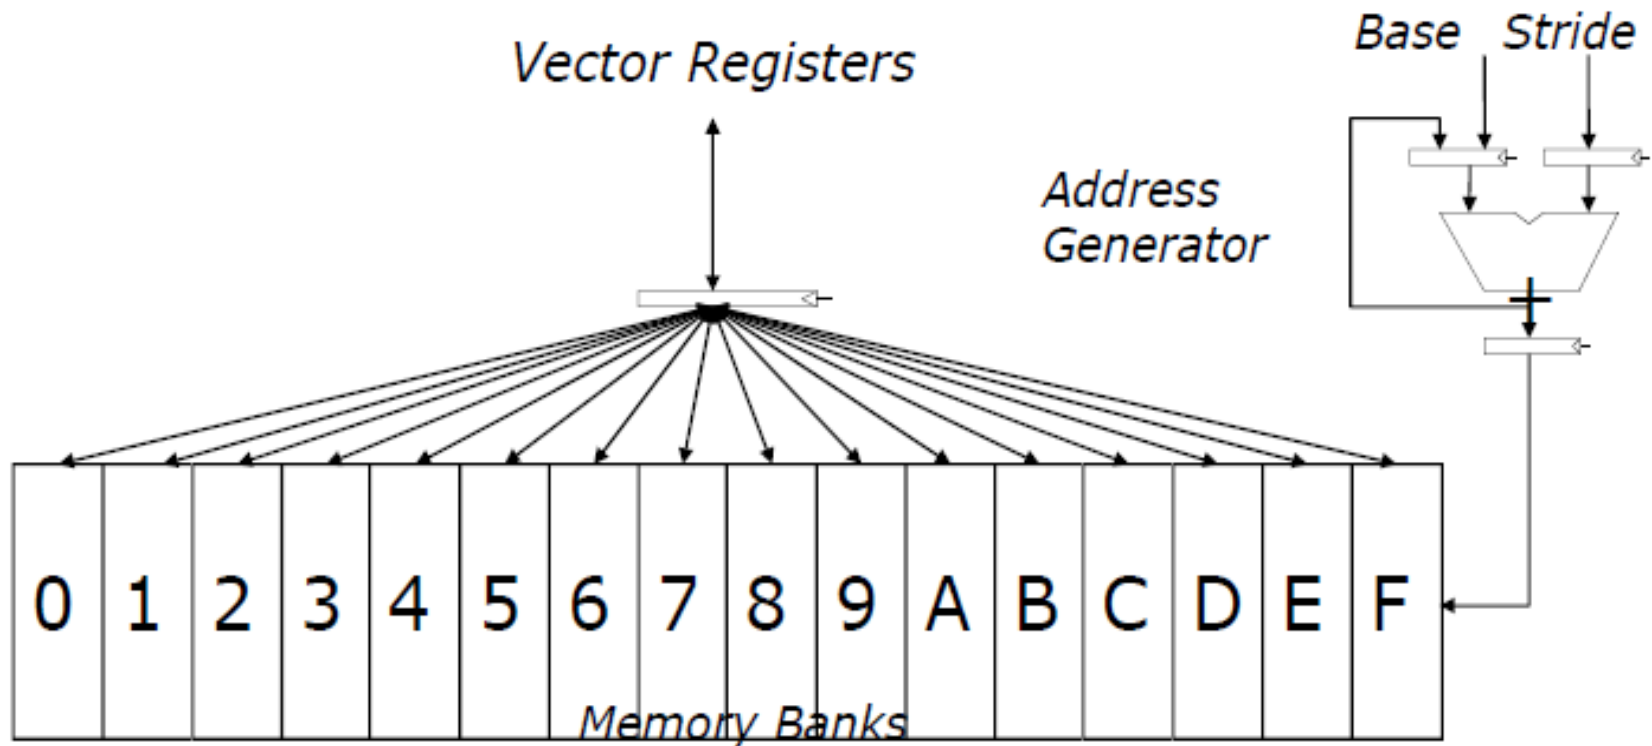 Base Stride
Vector Registers
Address
Generator
+
0 1 2 3 4 5 6 7 8 9 A B C D E F
Memory Banks